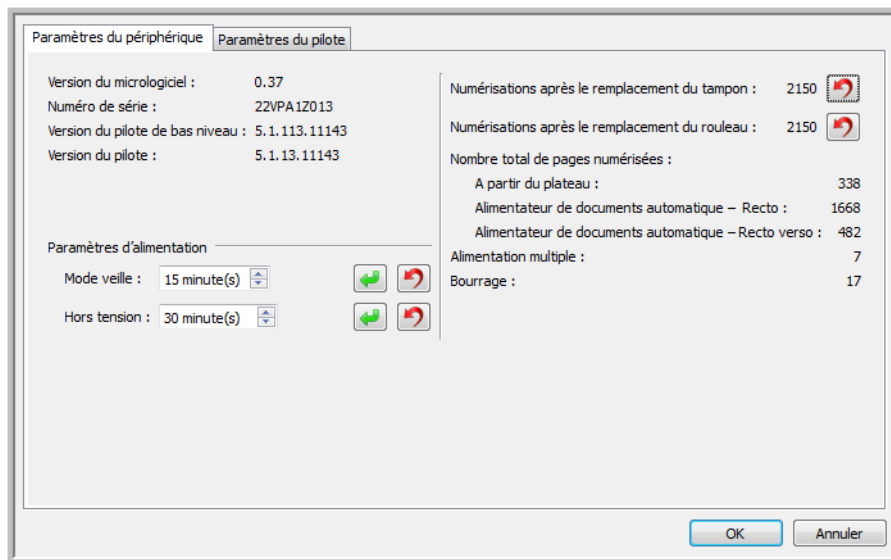 Paramètres du périphérique
Paramètres du pilote
Version du micrologiciel : 0.37
Numéro de série : 22VPA1Z013
Version du pilote de bas niveau : 5.1.113.11143
Version du pilote : 5.1.13.11143
Paramètres d'alimentation
Mode veille : 15 minute(s)
Hors tension : 30 minute(s)
Numérisations après le remplacement du tampon : 2150
Numérisations après le remplacement du rouleau : 2150
Nombre total de pages numérisées :
A partir du plateau : 338
Alimentateur de documents automatique – Recto : 1668
Alimentateur de documents automatique – Recto verso : 482
Alimentation multiple : 7
Bourrage : 17
OK
Annuler